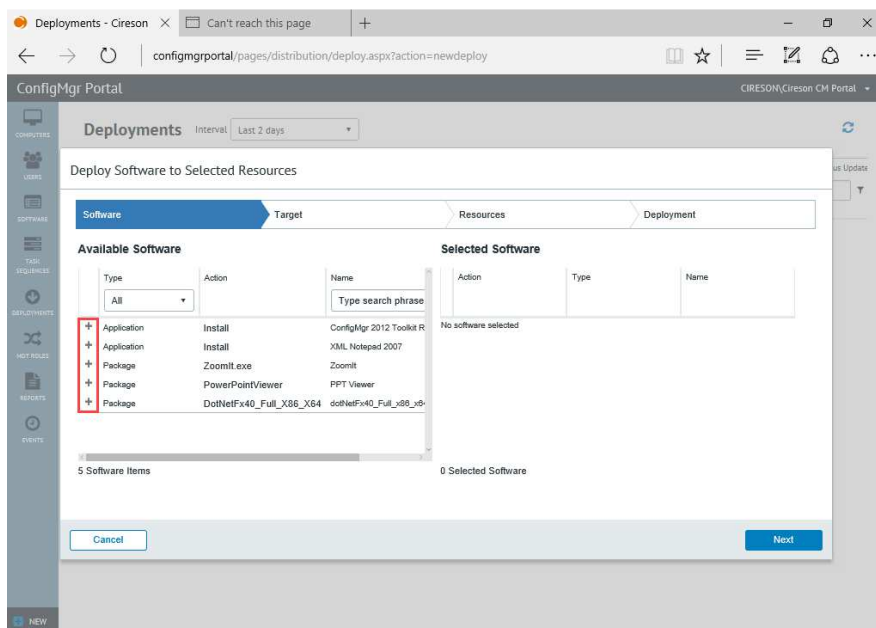 Deployments - Cireson
Can't reach this page
configmgrportal/pages/distribution/deploy.aspx?action=newdeploy
ConfigMgr Portal
CIRESON\Cireson CM Portal
COMPUTERS
USERS
SOFTWARE
TASK
SEQUENCES
DEPLOYMENTS
HOT ROLES
REPORTS
EVENTS
NEW
Deployments Interval Last 2 days
us Update
Deploy Software to Selected Resources
Software Target Resources Deployment
Available Software
Type Action Name
All Type search phrase
Application Install ConfigMgr 2012 Toolkit R
Application Install XML Notepad 2007
Package ZoomIt.exe ZoomIt
Package PowerPointViewer PPT Viewer
Package DotNetFx40_Full_X86_X64 dotNetFx40_Full_x86_x6
5 Software Items
Selected Software
Action Type Name
No software selected
0 Selected Software
Cancel
Next